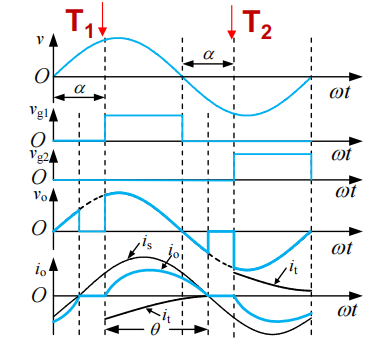 T1 T2
v
α
O
α ωt
vg1
O ωt
vg2
O ωt
vo
O ωt
is io it
io
O ωt
θ it